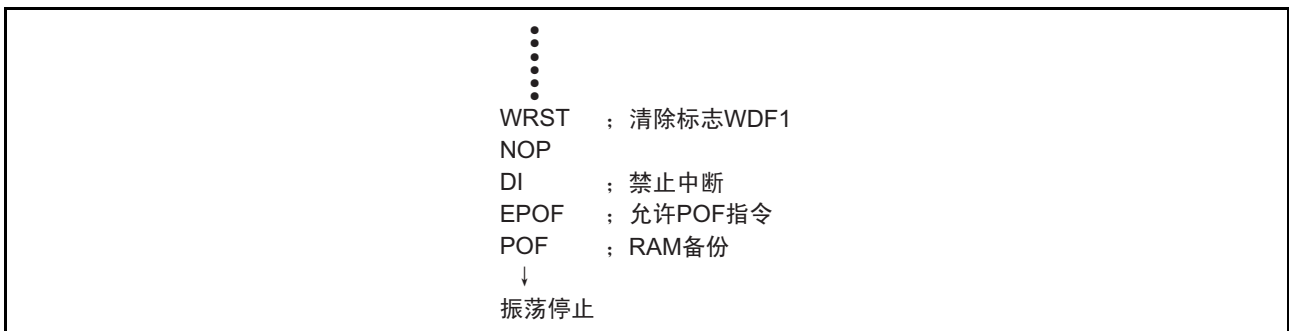 WRST ；清除标志WDF1
NOP
DI ；禁止中断
EPOF ；允许POF指令
POF ；RAM备份
↓
振荡停止